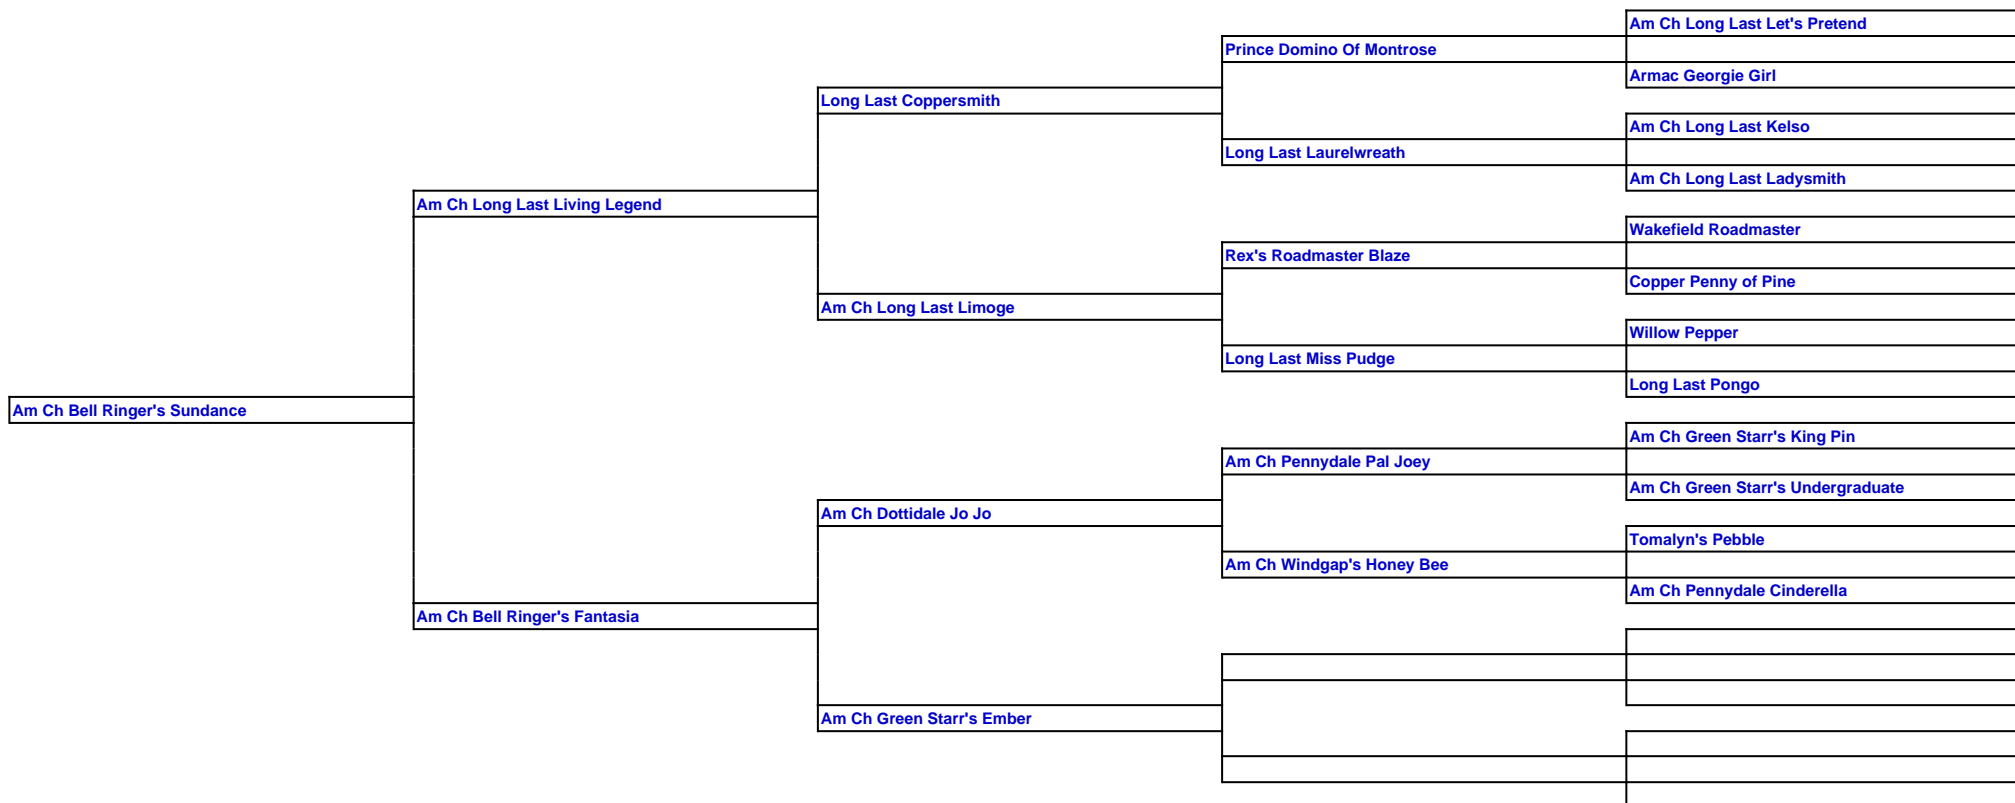 Am Ch Long Last Let's Pretend
Prince Domino Of Montrose
Armac Georgie Girl
Long Last Coppersmith
Am Ch Long Last Kelso
Long Last Laurelwreath
Am Ch Long Last Ladysmith
Am Ch Long Last Living Legend
Wakefield Roadmaster
Rex's Roadmaster Blaze
Copper Penny of Pine
Am Ch Long Last Limoge
Willow Pepper
Long Last Miss Pudge
Long Last Pongo
Am Ch Bell Ringer's Sundance
Am Ch Green Starr's King Pin
Am Ch Pennydale Pal Joey
Am Ch Green Starr's Undergraduate
Am Ch Dottidale Jo Jo
Tomalyn's Pebble
Am Ch Windgap's Honey Bee
Am Ch Pennydale Cinderella
Am Ch Bell Ringer's Fantasia
Am Ch Green Starr's Ember